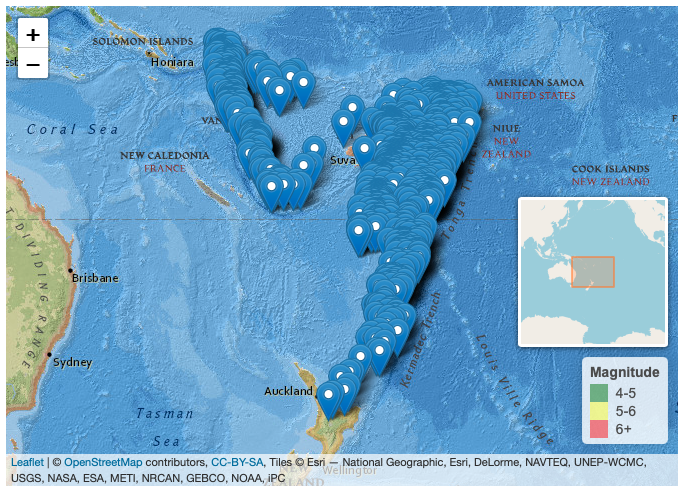 +
−
SOLOMON ISLANDS
Honiara
Coral Sea
NEW CALEDONIA
FRANCE
Suva
AMERICAN SAMOA
UNITED STATES
NIUE
NEW
ZEALAND
COOK ISLANDS
NEW ZEALAND
Tonga
Kermadec Trench
Louis Ville Ridge
T DIVIDING RANGE
Brisbane
Sydney
Auckland
Tasman
Sea
Magnitude
4-5
5-6
6+
Wellington
Leaflet | © OpenStreetMap contributors, CC-BY-SA, Tiles © Esri — National Geographic, Esri, DeLorme, NAVTEQ, UNEP-WCMC,
USGS, NASA, ESA, METI, NRCAN, GEBCO, NOAA, iPC